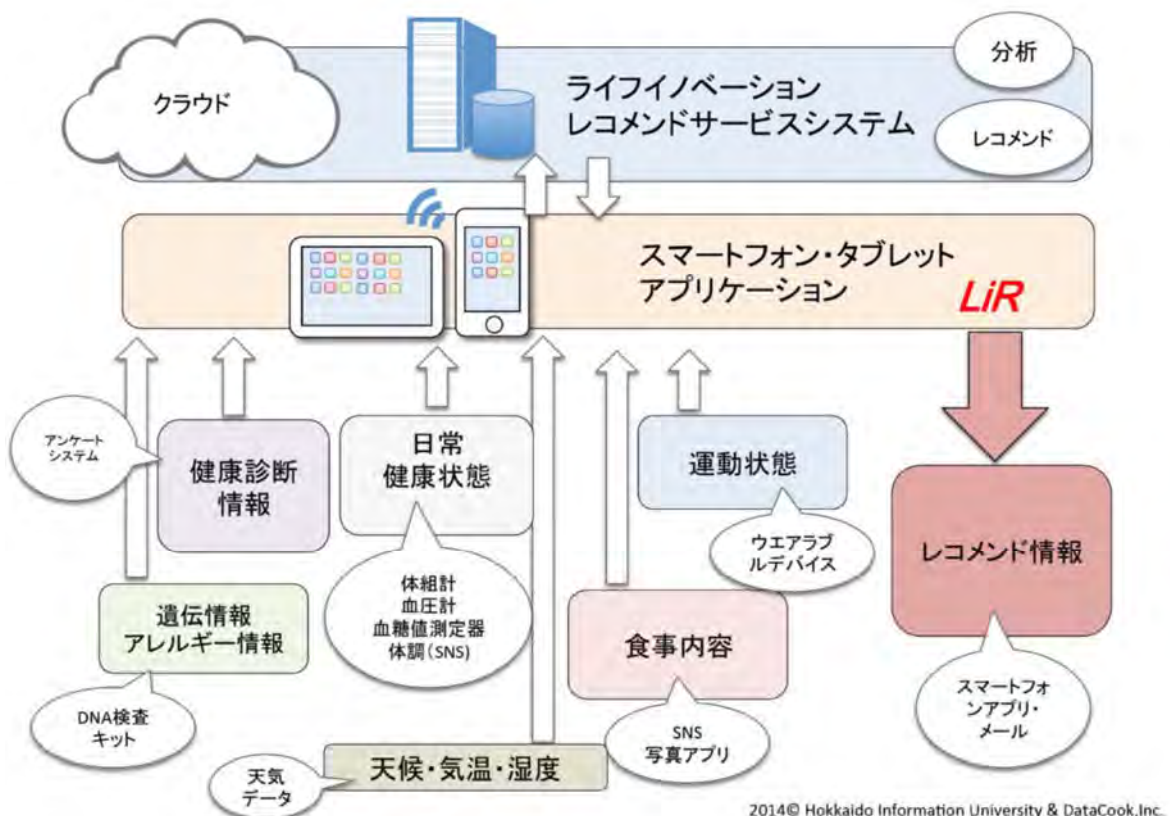 クラウド
ライフイノベーション
レコメンドサービスシステム
分析
レコメンド
スマートフォン・タブレット
アプリケーション
LiR
アンケート
システム
健康診断
情報
日常
健康状態
運動状態
ウエアラブ
ルデバイス
レコメンド情報
体組計
血圧計
血糖値測定器
体調(SNS)
遺伝情報
アレルギー情報
食事内容
DNA検査
キット
SNS
写真アプリ
スマートフォ
ンアプリ・
メール
天気
データ
天候・気温・湿度
2014© Hokkaido Information University & DataCook,Inc.